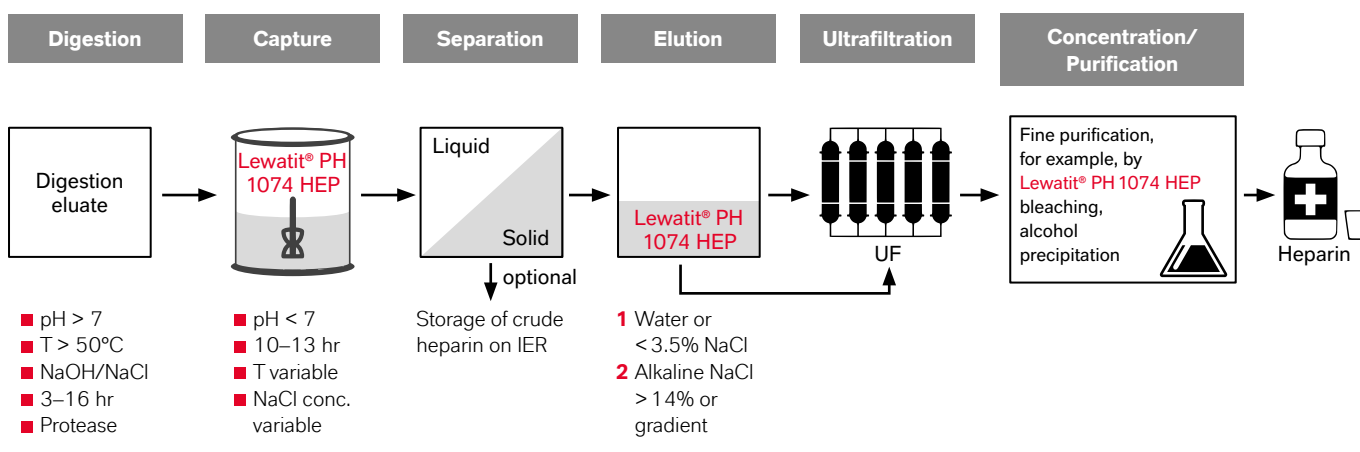 Digestion
Capture
Separation
Elution
Ultrafiltration
Concentration/
Purification
Digestion
eluate
Lewatit® PH
1074 HEP
Liquid
Solid
optional
Lewatit® PH
1074 HEP
UF
Fine purification,
for example, by
Lewatit® PH 1074 HEP
bleaching,
alcohol
precipitation
Heparin
pH > 7
T > 50°C
NaOH/NaCl
3–16 hr
Protease
pH < 7
10–13 hr
T variable
NaCl conc.
variable
Storage of crude
heparin on IER
1 Water or
< 3.5% NaCl
2 Alkaline NaCl
> 14% or
gradient